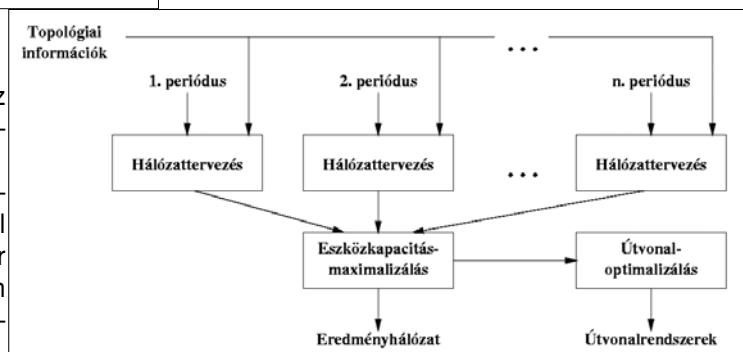 Topológiai
információk
...
1. periódus
2. periódus
n. periódus
Hálózattervezés
Hálózattervezés
...
Hálózattervezés
Eszközkapacitás-
maximalizálás
Útvonal-
optimalizálás
Eredményhálózat
Útvonalrendszerek